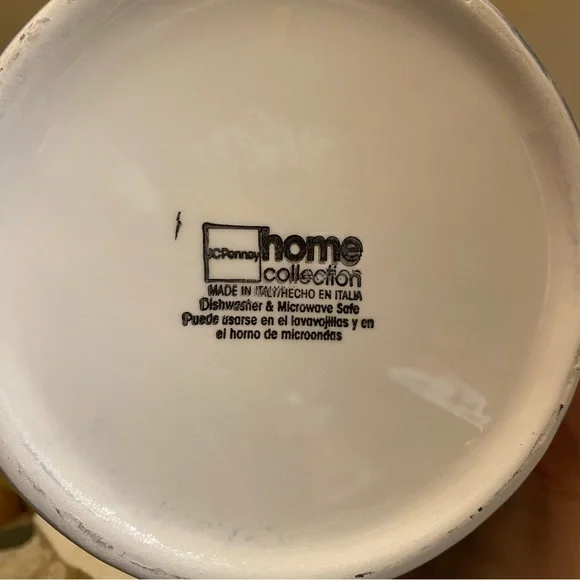 JCPenney home
collection
MADE IN ITALY/HECHO EN ITALIA
Dishwasher & Microwave Safe
Puede usarse en el lavavojillas y en
el horno de microondas